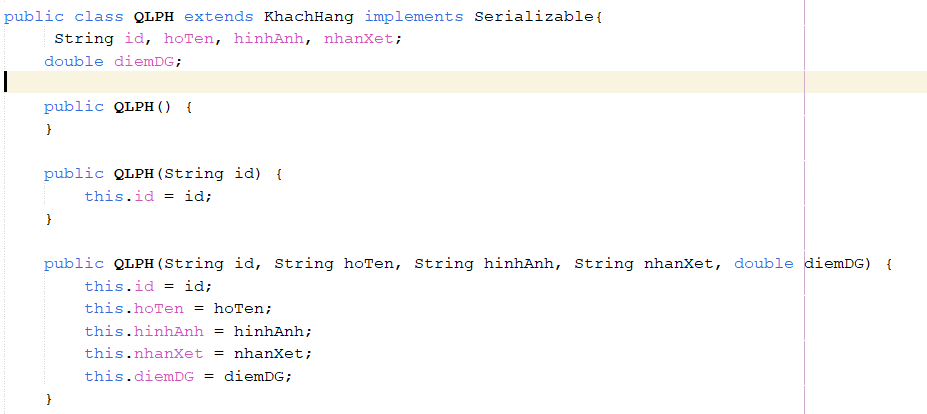 public class QLPH extends KhachHang implements Serializable{
String id, hoTen, hinhAnh, nhanXet;
double diemDG;
public QLPH() {
}
public QLPH(String id) {
this.id = id;
}
public QLPH(String id, String hoTen, String hinhAnh, String nhanXet, double diemDG) {
this.id = id;
this.hoTen = hoTen;
this.hinhAnh = hinhAnh;
this.nhanXet = nhanXet;
this.diemDG = diemDG;
}